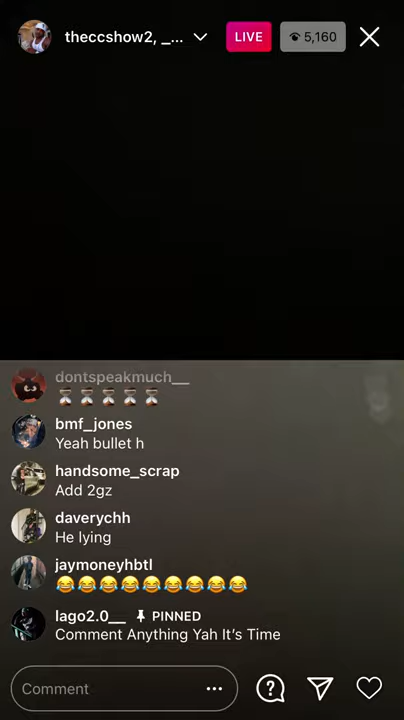 theccshow2, _...
LIVE
5,160
dontspeakmuch__
⏳⏳⏳⏳⏳
bmf_jones
Yeah bullet h
handsome_scrap
Add 2gz
daverychh
He lying
jaymoneyhbtl
😂😂😂😂😂😂😂😂😂
lago2.0__ PINNED
Comment Anything Yah It's Time
Comment